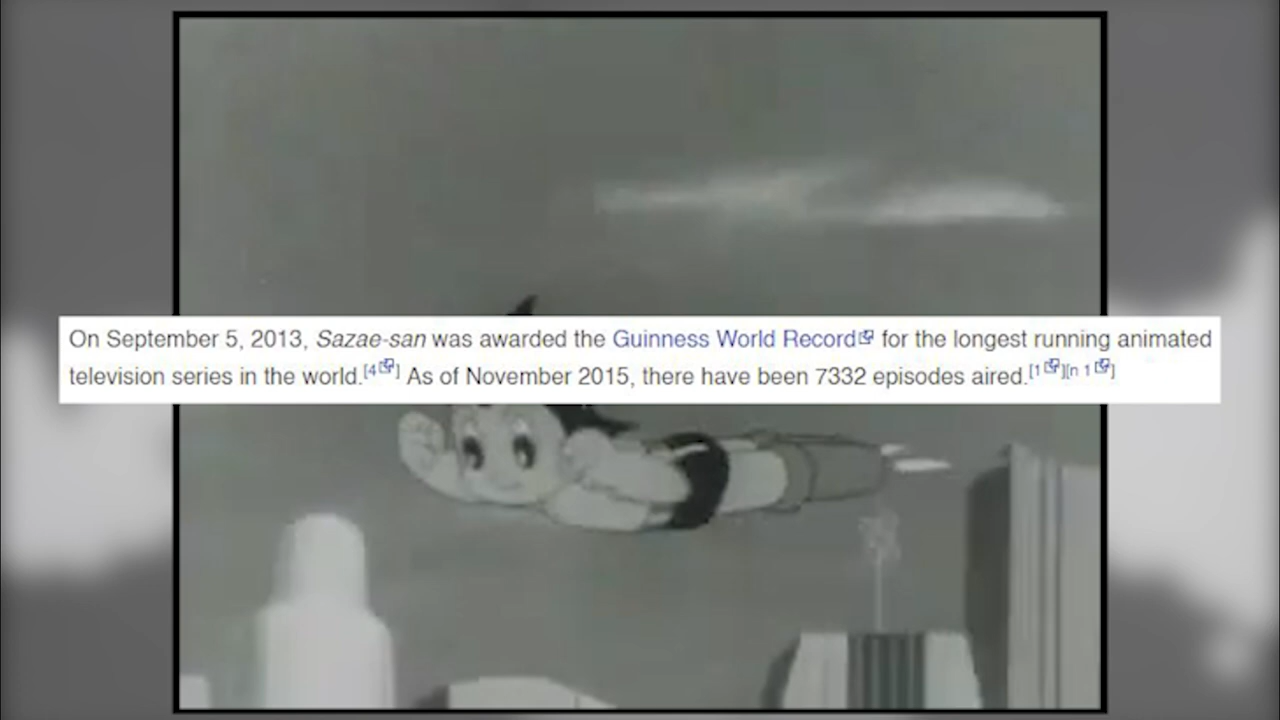 On September 5, 2013, Sazae-san was awarded the Guinness World Record for the longest running animated
television series in the world.[4] As of November 2015, there have been 7332 episodes aired.[1][n 1]